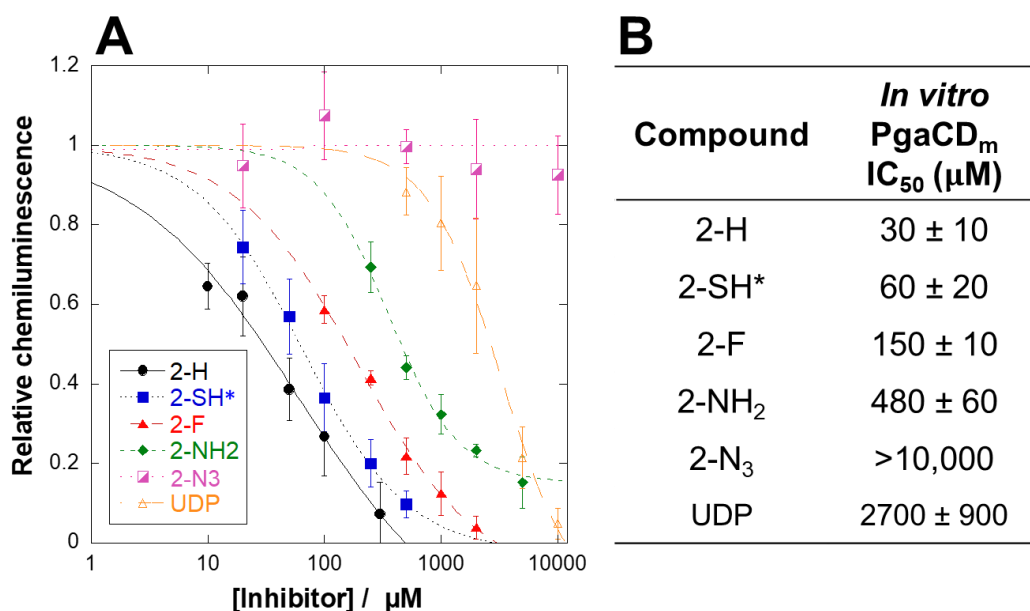 A
Relative chemiluminescence
1.2
1
0.8
0.6
0.4
0.2
0
1
10
100
1000
10000
[Inhibitor] / µM
2-H
2-SH*
2-F
2-NH2
2-N3
UDP
B
Compound
In vitro
PgaCDm
IC50 (µM)
2-H 30 ± 10
2-SH* 60 ± 20
2-F 150 ± 10
2-NH2 480 ± 60
2-N3 >10,000
UDP 2700 ± 900